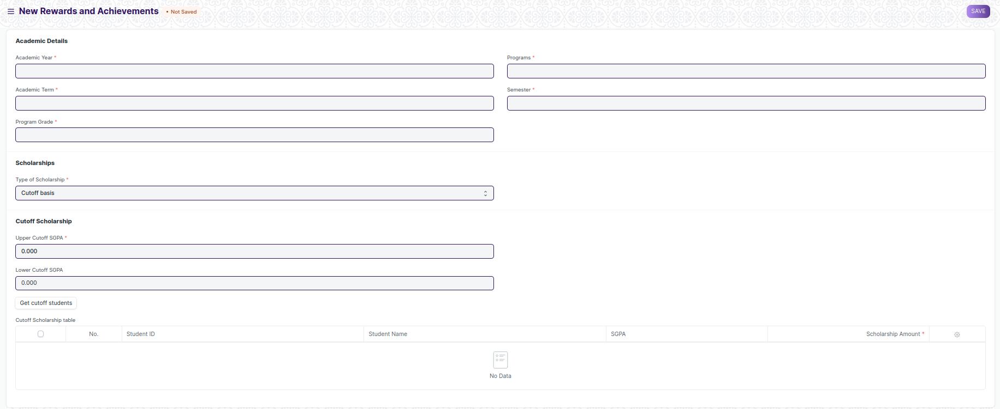 New Rewards and Achievements • Not Saved
SAVE
Academic Details
Academic Year *
Programs *
Academic Term *
Semester *
Program Grade *
Scholarships
Type of Scholarship *
Cutoff basis
Cutoff Scholarship
Upper Cutoff SGPA *
0.000
Lower Cutoff SGPA
0.000
Get cutoff students
Cutoff Scholarship table
No. Student ID Student Name SGPA Scholarship Amount *
No Data